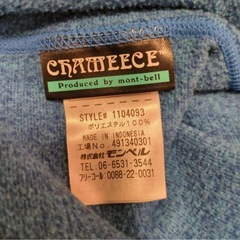 CHAMEECE
Produced by mont-bell
STYLE# 1104093
ポリエステル100%
MADE IN INDONESIA
工場No. 491340301
株式会社モンベル
TEL 06-6531-3544
フリーコール 0088-22-0031